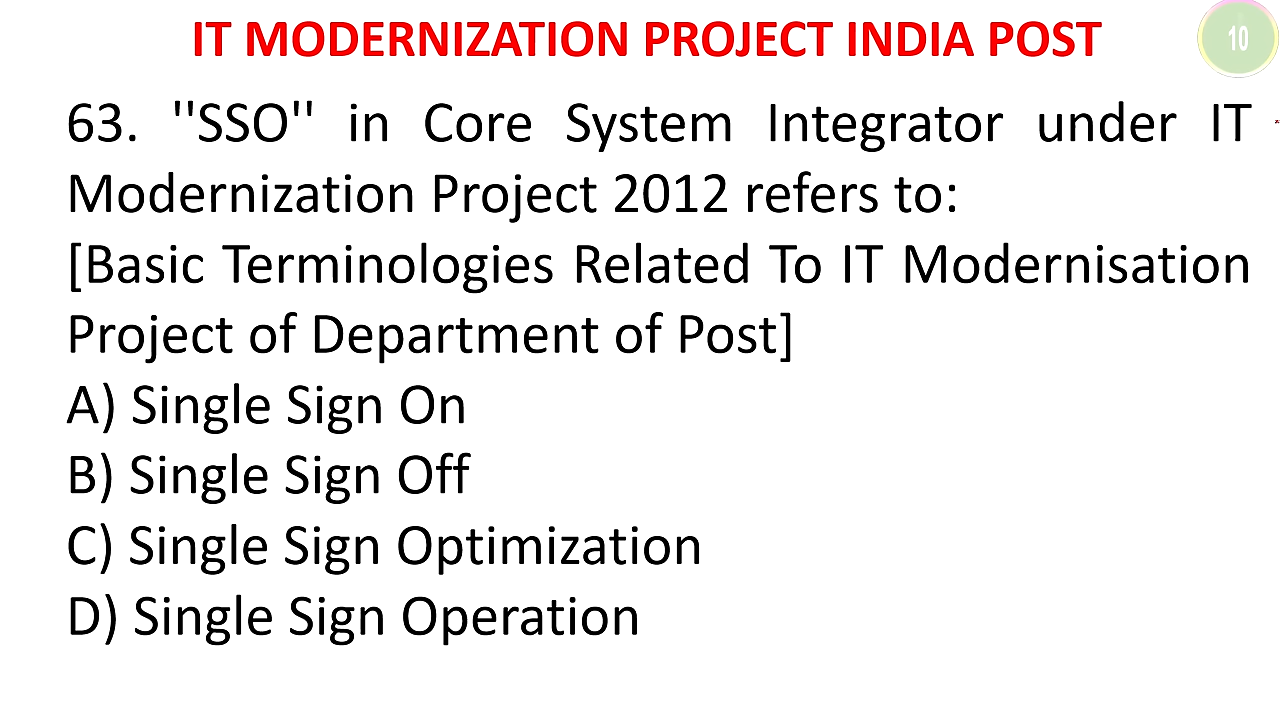 IT MODERNIZATION PROJECT INDIA POST
10
63. ''SSO'' in Core System Integrator under IT
Modernization Project 2012 refers to:
[Basic Terminologies Related To IT Modernisation
Project of Department of Post]
A) Single Sign On
B) Single Sign Off
C) Single Sign Optimization
D) Single Sign Operation